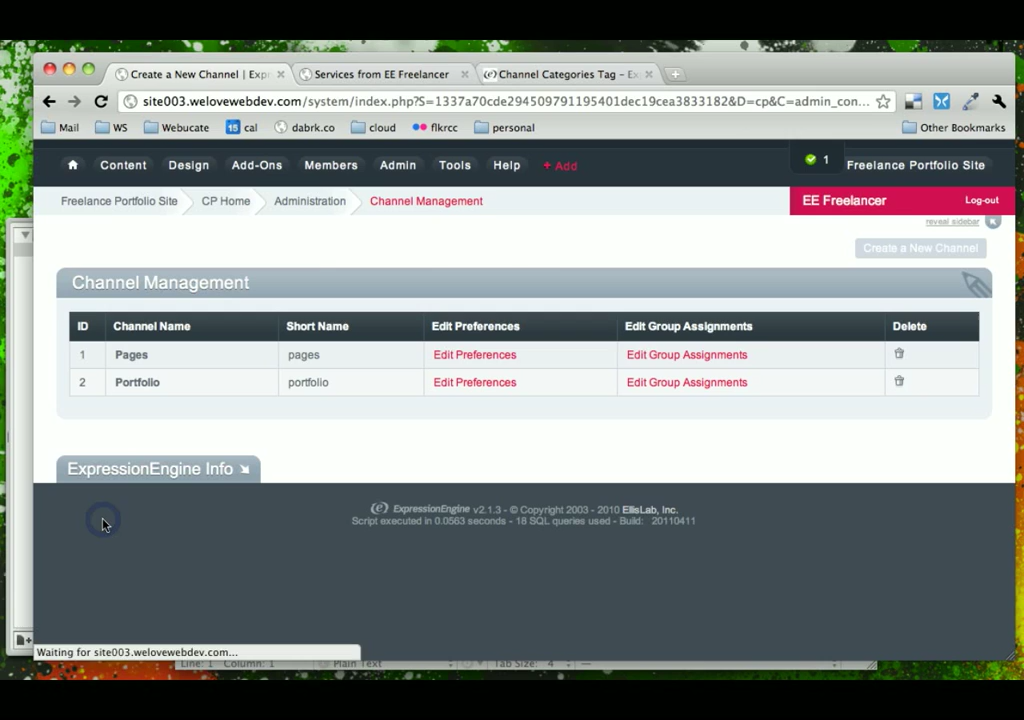 Create a New Channel | Exp
Services from EE Freelancer
Channel Categories Tag - E
site003.welovewebdev.com/system/index.php?S=1337a70cde294509791195401dec19cea3833182&D=cp&C=admin_con...
Mail
WS
Webucate
15 cal
dabrk.co
cloud
flkrcc
personal
Other Bookmarks
Content
Design
Add-Ons
Members
Admin
Tools
Help
+ Add
1
Freelance Portfolio Site
Freelance Portfolio Site
CP Home
Administration
Channel Management
EE Freelancer
Log-out
reveal sidebar
Create a New Channel
Channel Management
ID Channel Name Short Name Edit Preferences Edit Group Assignments Delete
1 Pages pages Edit Preferences Edit Group Assignments
2 Portfolio portfolio Edit Preferences Edit Group Assignments
ExpressionEngine Info
ExpressionEngine v2.1.3 - © Copyright 2003 - 2010 EllisLab, Inc.
Script executed in 0.0563 seconds - 18 SQL queries used - Build: 20110411
Waiting for site003.welovewebdev.com...
Line: 1 Column: 1 Plain Text Tab Size: 4 —